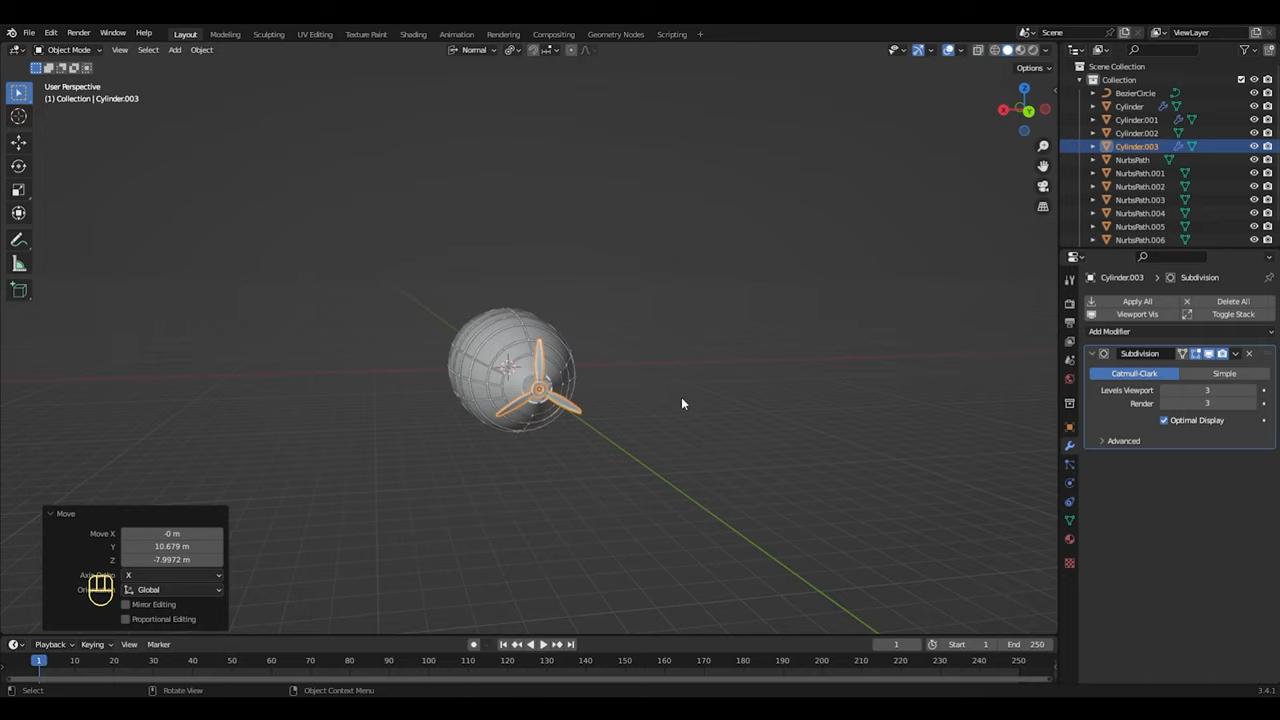 File Edit Render Window Help Layout Modeling Sculpting UV Editing Texture Paint Shading Animation Rendering Compositing Geometry Nodes Scripting + Scene ViewLayer
Object Mode View Select Add Object Normal
Options
User Perspective
(1) Collection | Cylinder.003
X Y Z
Scene Collection
Collection
BezierCircle
Cylinder
Cylinder.001
Cylinder.002
Cylinder.003
NurbsPath
NurbsPath.001
NurbsPath.002
NurbsPath.003
NurbsPath.004
NurbsPath.005
NurbsPath.006
Cylinder.003 > Subdivision
Apply All Delete All
Viewport Vis Toggle Stack
Add Modifier
Subdivision
Catmull-Clark Simple
Levels Viewport 3
Render 3
Optimal Display
Advanced
Move
Move X -0 m
Y 10.679 m
Z -7.9972 m
X
Global
Mirror Editing
Proportional Editing
Playback Keying View Marker 1 Start 1 End 250
1 10 20 30 40 50 60 70 80 90 100 110 120 130 140 150 160 170 180 190 200 210 220 230 240 250
Select Rotate View Object Context Menu 3.4.1